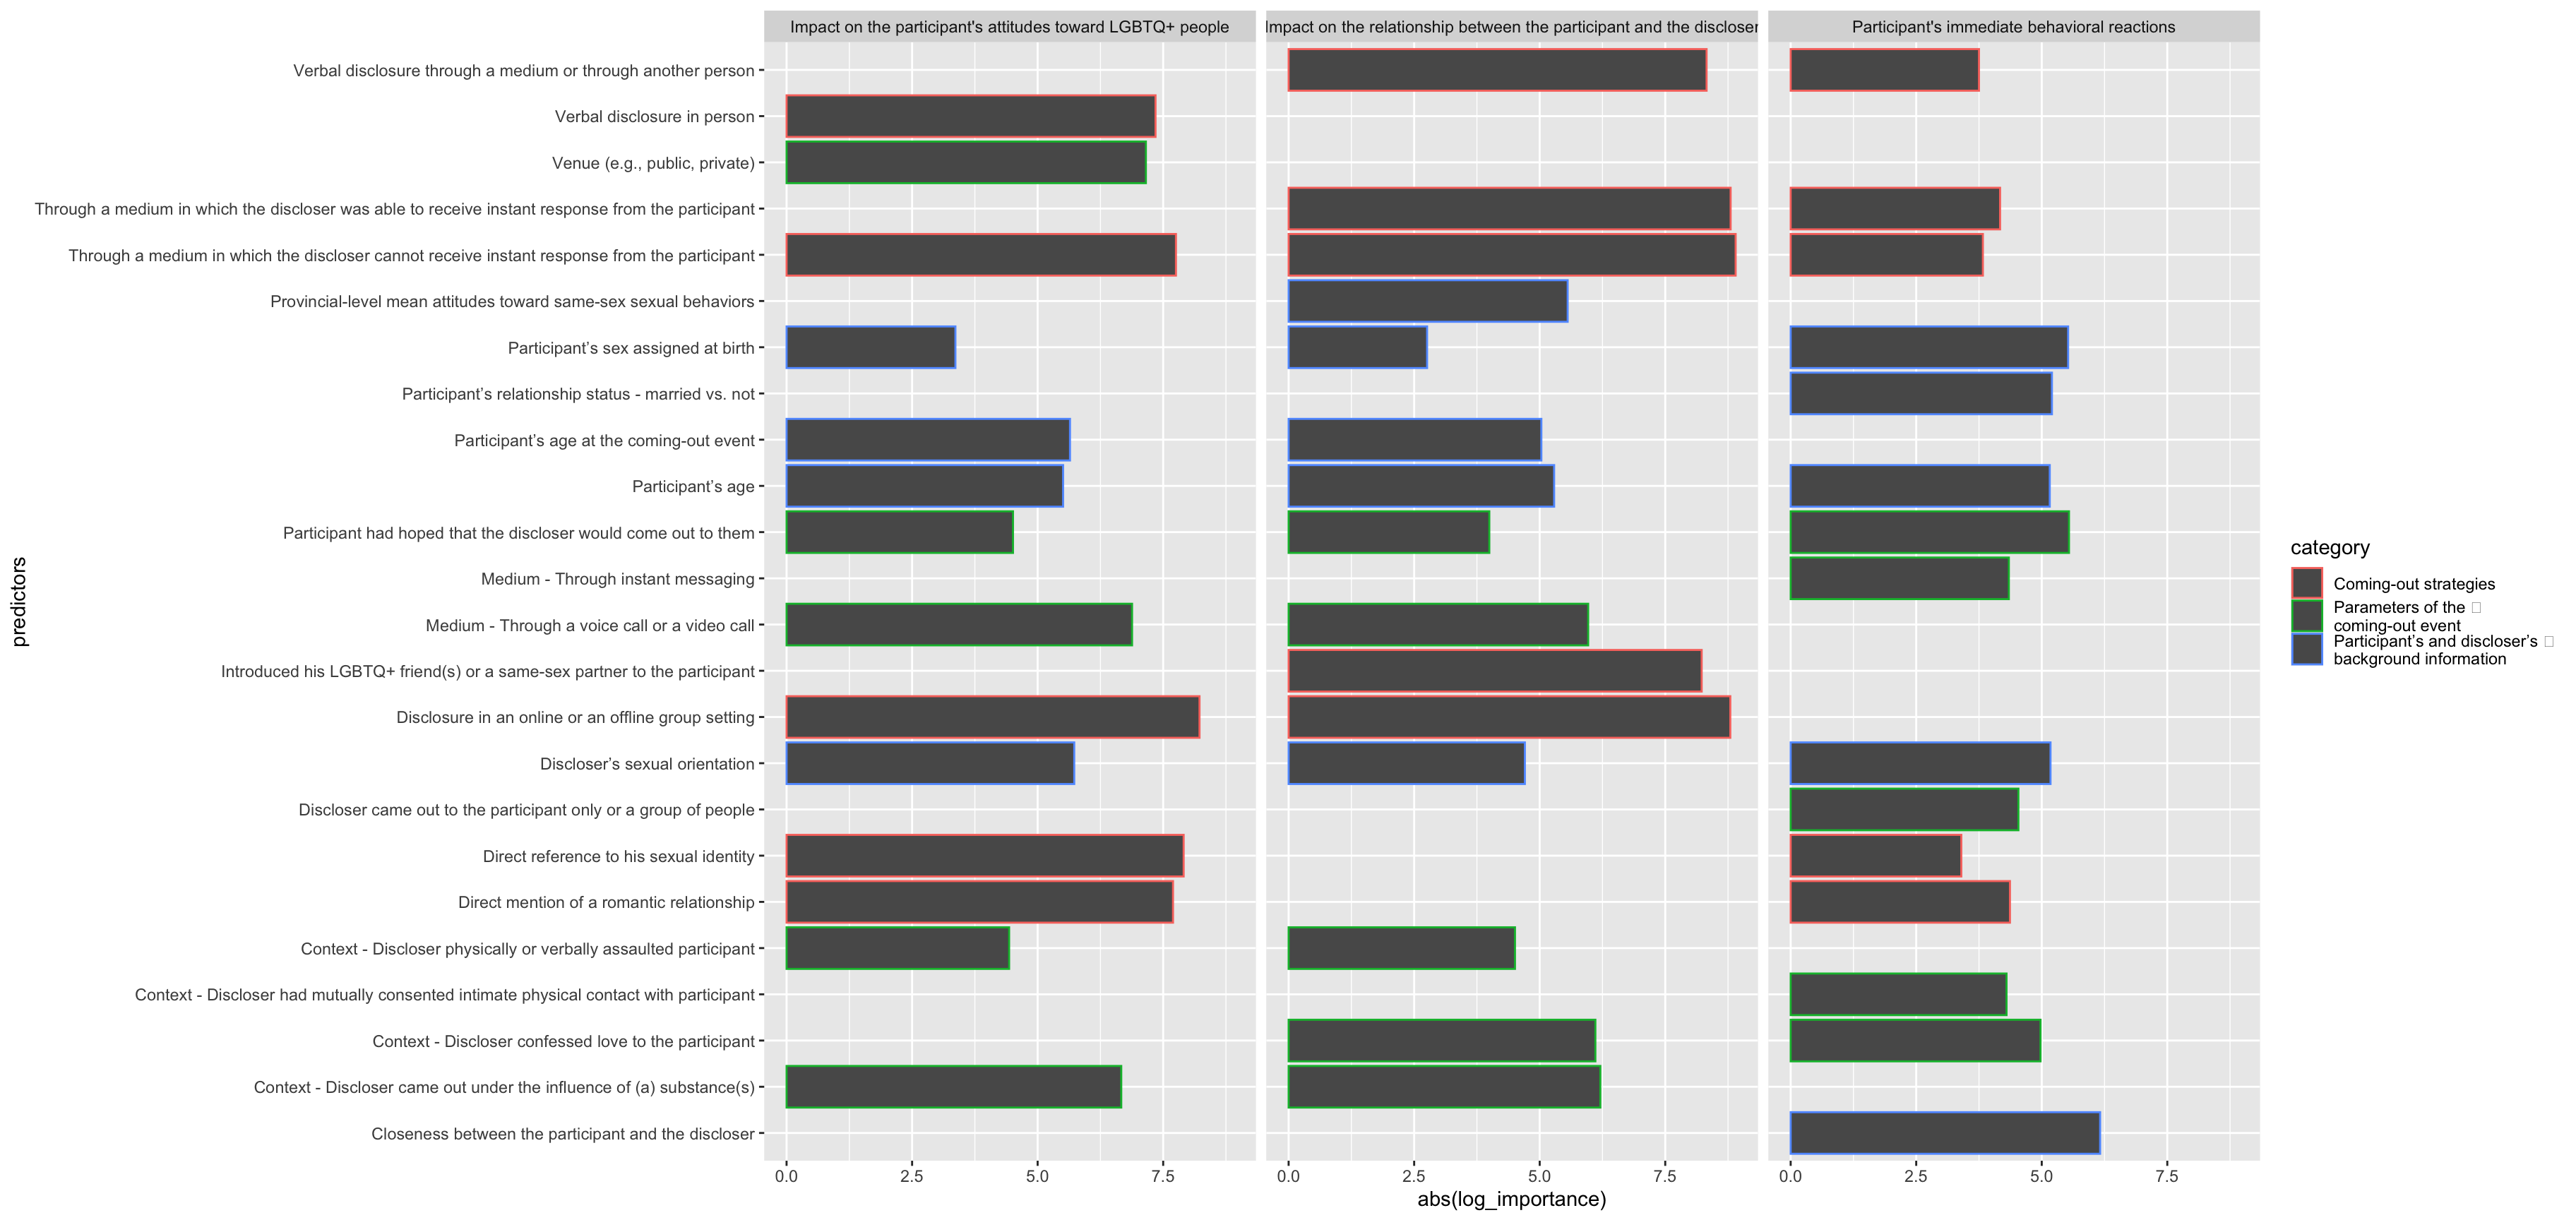 Impact on the participant's attitudes toward LGBTQ+ people
Impact on the relationship between the participant and the discloser
Participant's immediate behavioral reactions
Verbal disclosure through a medium or through another person
Verbal disclosure in person
Venue (e.g., public, private)
Through a medium in which the discloser was able to receive instant response from the participant
Through a medium in which the discloser cannot receive instant response from the participant
Provincial-level mean attitudes toward same-sex sexual behaviors
Participant’s sex assigned at birth
Participant’s relationship status - married vs. not
Participant’s age at the coming-out event
Participant’s age
Participant had hoped that the discloser would come out to them
Medium - Through instant messaging
Medium - Through a voice call or a video call
Introduced his LGBTQ+ friend(s) or a same-sex partner to the participant
Disclosure in an online or an offline group setting
Discloser’s sexual orientation
Discloser came out to the participant only or a group of people
Direct reference to his sexual identity
Direct mention of a romantic relationship
Context - Discloser physically or verbally assaulted participant
Context - Discloser had mutually consented intimate physical contact with participant
Context - Discloser confessed love to the participant
Context - Discloser came out under the influence of (a) substance(s)
Closeness between the participant and the discloser
predictors
0.0 2.5 5.0 7.5
0.0 2.5 5.0 7.5
0.0 2.5 5.0 7.5
abs(log_importance)
category
Coming-out strategies
Parameters of the
coming-out event
Participant’s and discloser’s
background information